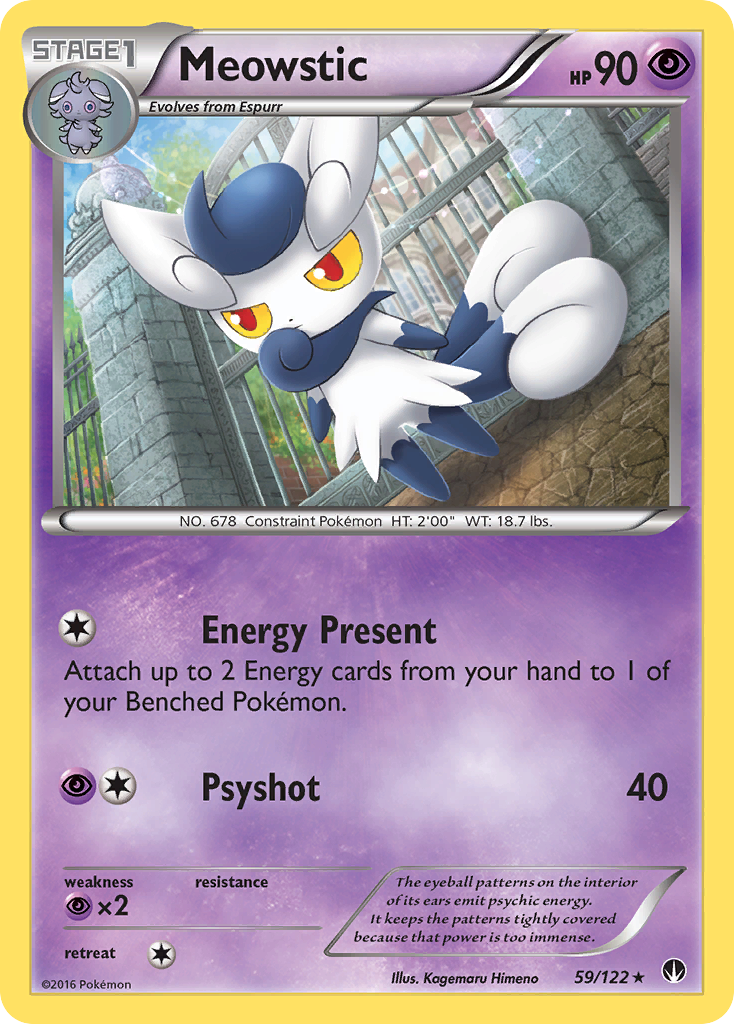 STAGE1
Meowstic
HP 90
Evolves from Espurr
NO. 678 Constraint Pokémon HT: 2'00" WT: 18.7 lbs.
Energy Present
Attach up to 2 Energy cards from your hand to 1 of
your Benched Pokémon.
Psyshot 40
weakness resistance
×2
retreat
The eyeball patterns on the interior
of its ears emit psychic energy.
It keeps the patterns tightly covered
because that power is too immense.
Illus. Kagemaru Himeno 59/122 ★
©2016 Pokémon